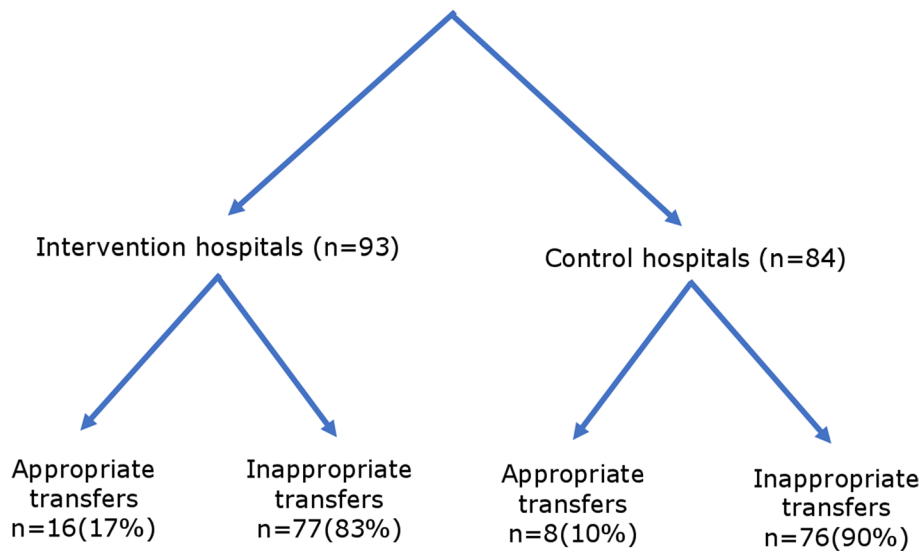 Intervention hospitals (n=93)
Control hospitals (n=84)
Appropriate
transfers
n=16(17%)
Inappropriate
transfers
n=77(83%)
Appropriate
transfers
n=8(10%)
Inappropriate
transfers
n=76(90%)